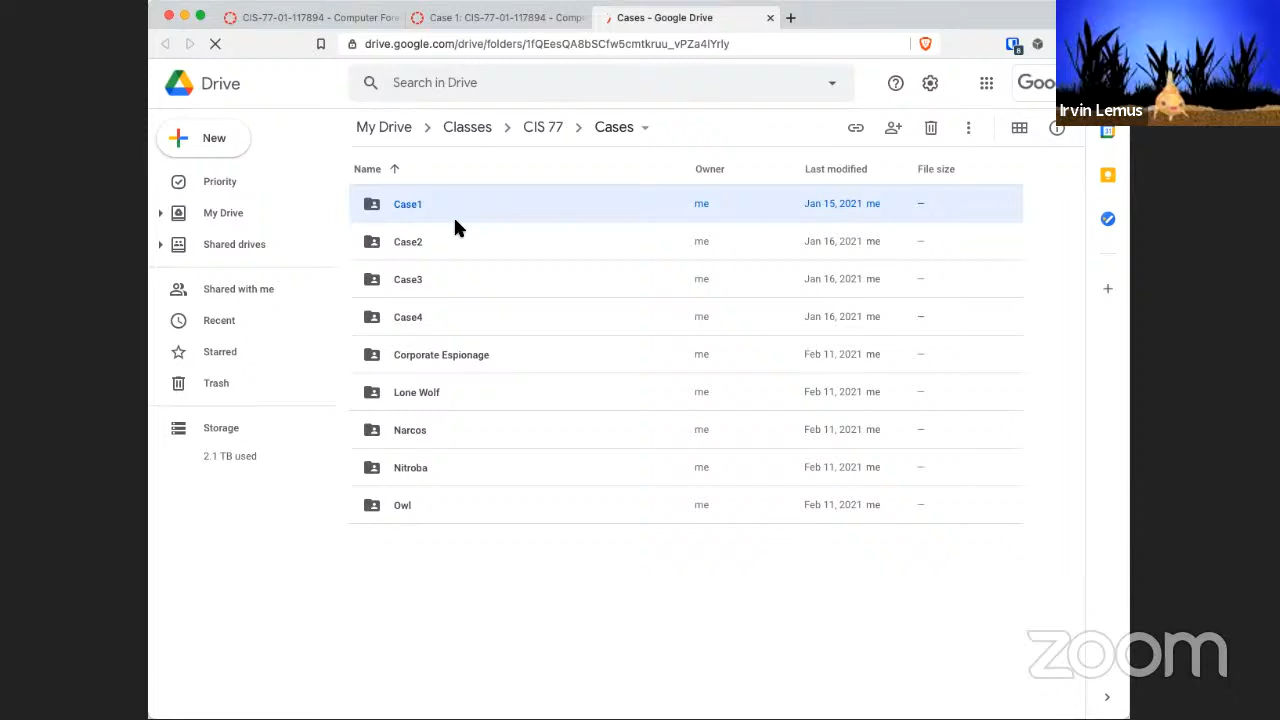 CIS-77-01-117894 - Computer Fore
Case 1: CIS-77-01-117894 - Compu
Cases - Google Drive
drive.google.com/drive/folders/1fQEesQA8bSCfw5cmtkruu_vPZa4lYrly
Irvin Lemus
Drive
Search in Drive
Goo
New
My Drive > Classes > CIS 77 > Cases
Name Owner Last modified File size
Priority
My Drive
Shared drives
Shared with me
Recent
Starred
Trash
Storage
2.1 TB used
Case1 me Jan 15, 2021 me –
Case2 me Jan 16, 2021 me –
Case3 me Jan 16, 2021 me –
Case4 me Jan 16, 2021 me –
Corporate Espionage me Feb 11, 2021 me –
Lone Wolf me Feb 11, 2021 me –
Narcos me Feb 11, 2021 me –
Nitroba me Feb 11, 2021 me –
Owl me Feb 11, 2021 me –
zoom